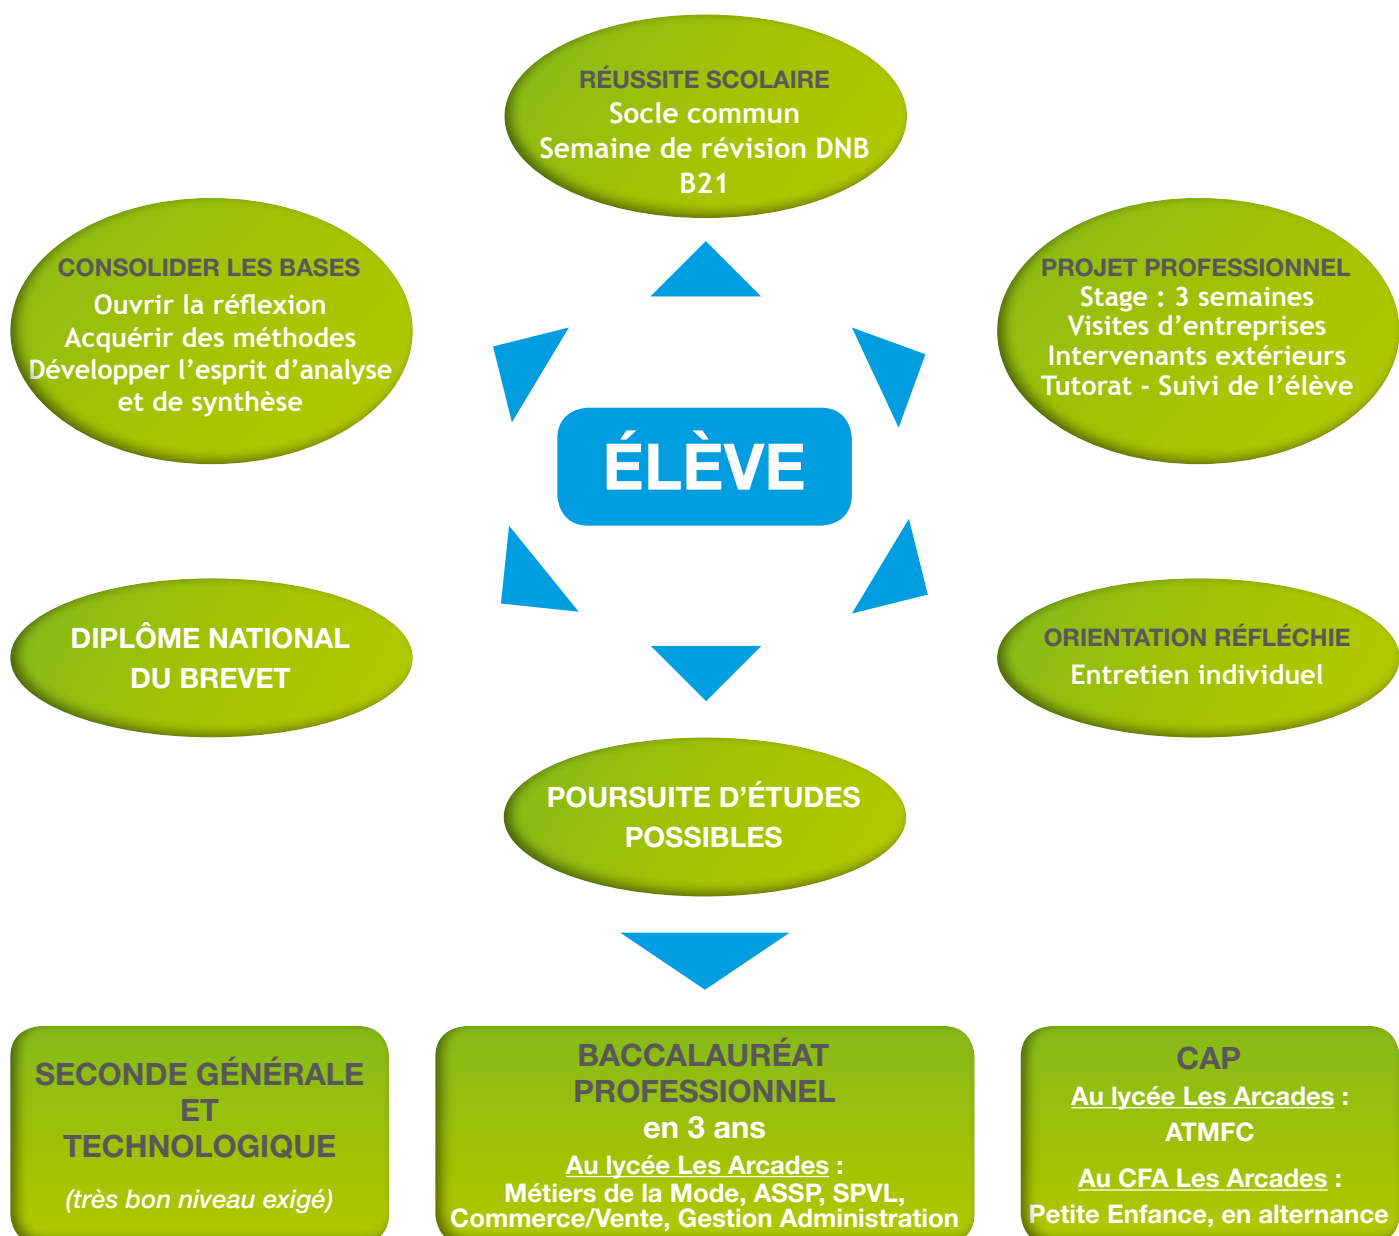 RÉUSSITE SCOLAIRE
Socle commun
Semaine de révision DNB
B21
CONSOLIDER LES BASES
Ouvrir la réflexion
Acquérir des méthodes
Développer l’esprit d’analyse
et de synthèse
PROJET PROFESSIONNEL
Stage : 3 semaines
Visites d’entreprises
Intervenants extérieurs
Tutorat - Suivi de l’élève
ÉLÈVE
DIPLÔME NATIONAL
DU BREVET
ORIENTATION RÉFLÉCHIE
Entretien individuel
POURSUITE D’ÉTUDES
POSSIBLES
SECONDE GÉNÉRALE
ET
TECHNOLOGIQUE
(très bon niveau exigé)
BACCALAURÉAT
PROFESSIONNEL
en 3 ans
Au lycée Les Arcades :
Métiers de la Mode, ASSP, SPVL,
Commerce/Vente, Gestion Administration
CAP
Au lycée Les Arcades :
ATMFC
Au CFA Les Arcades :
Petite Enfance, en alternance